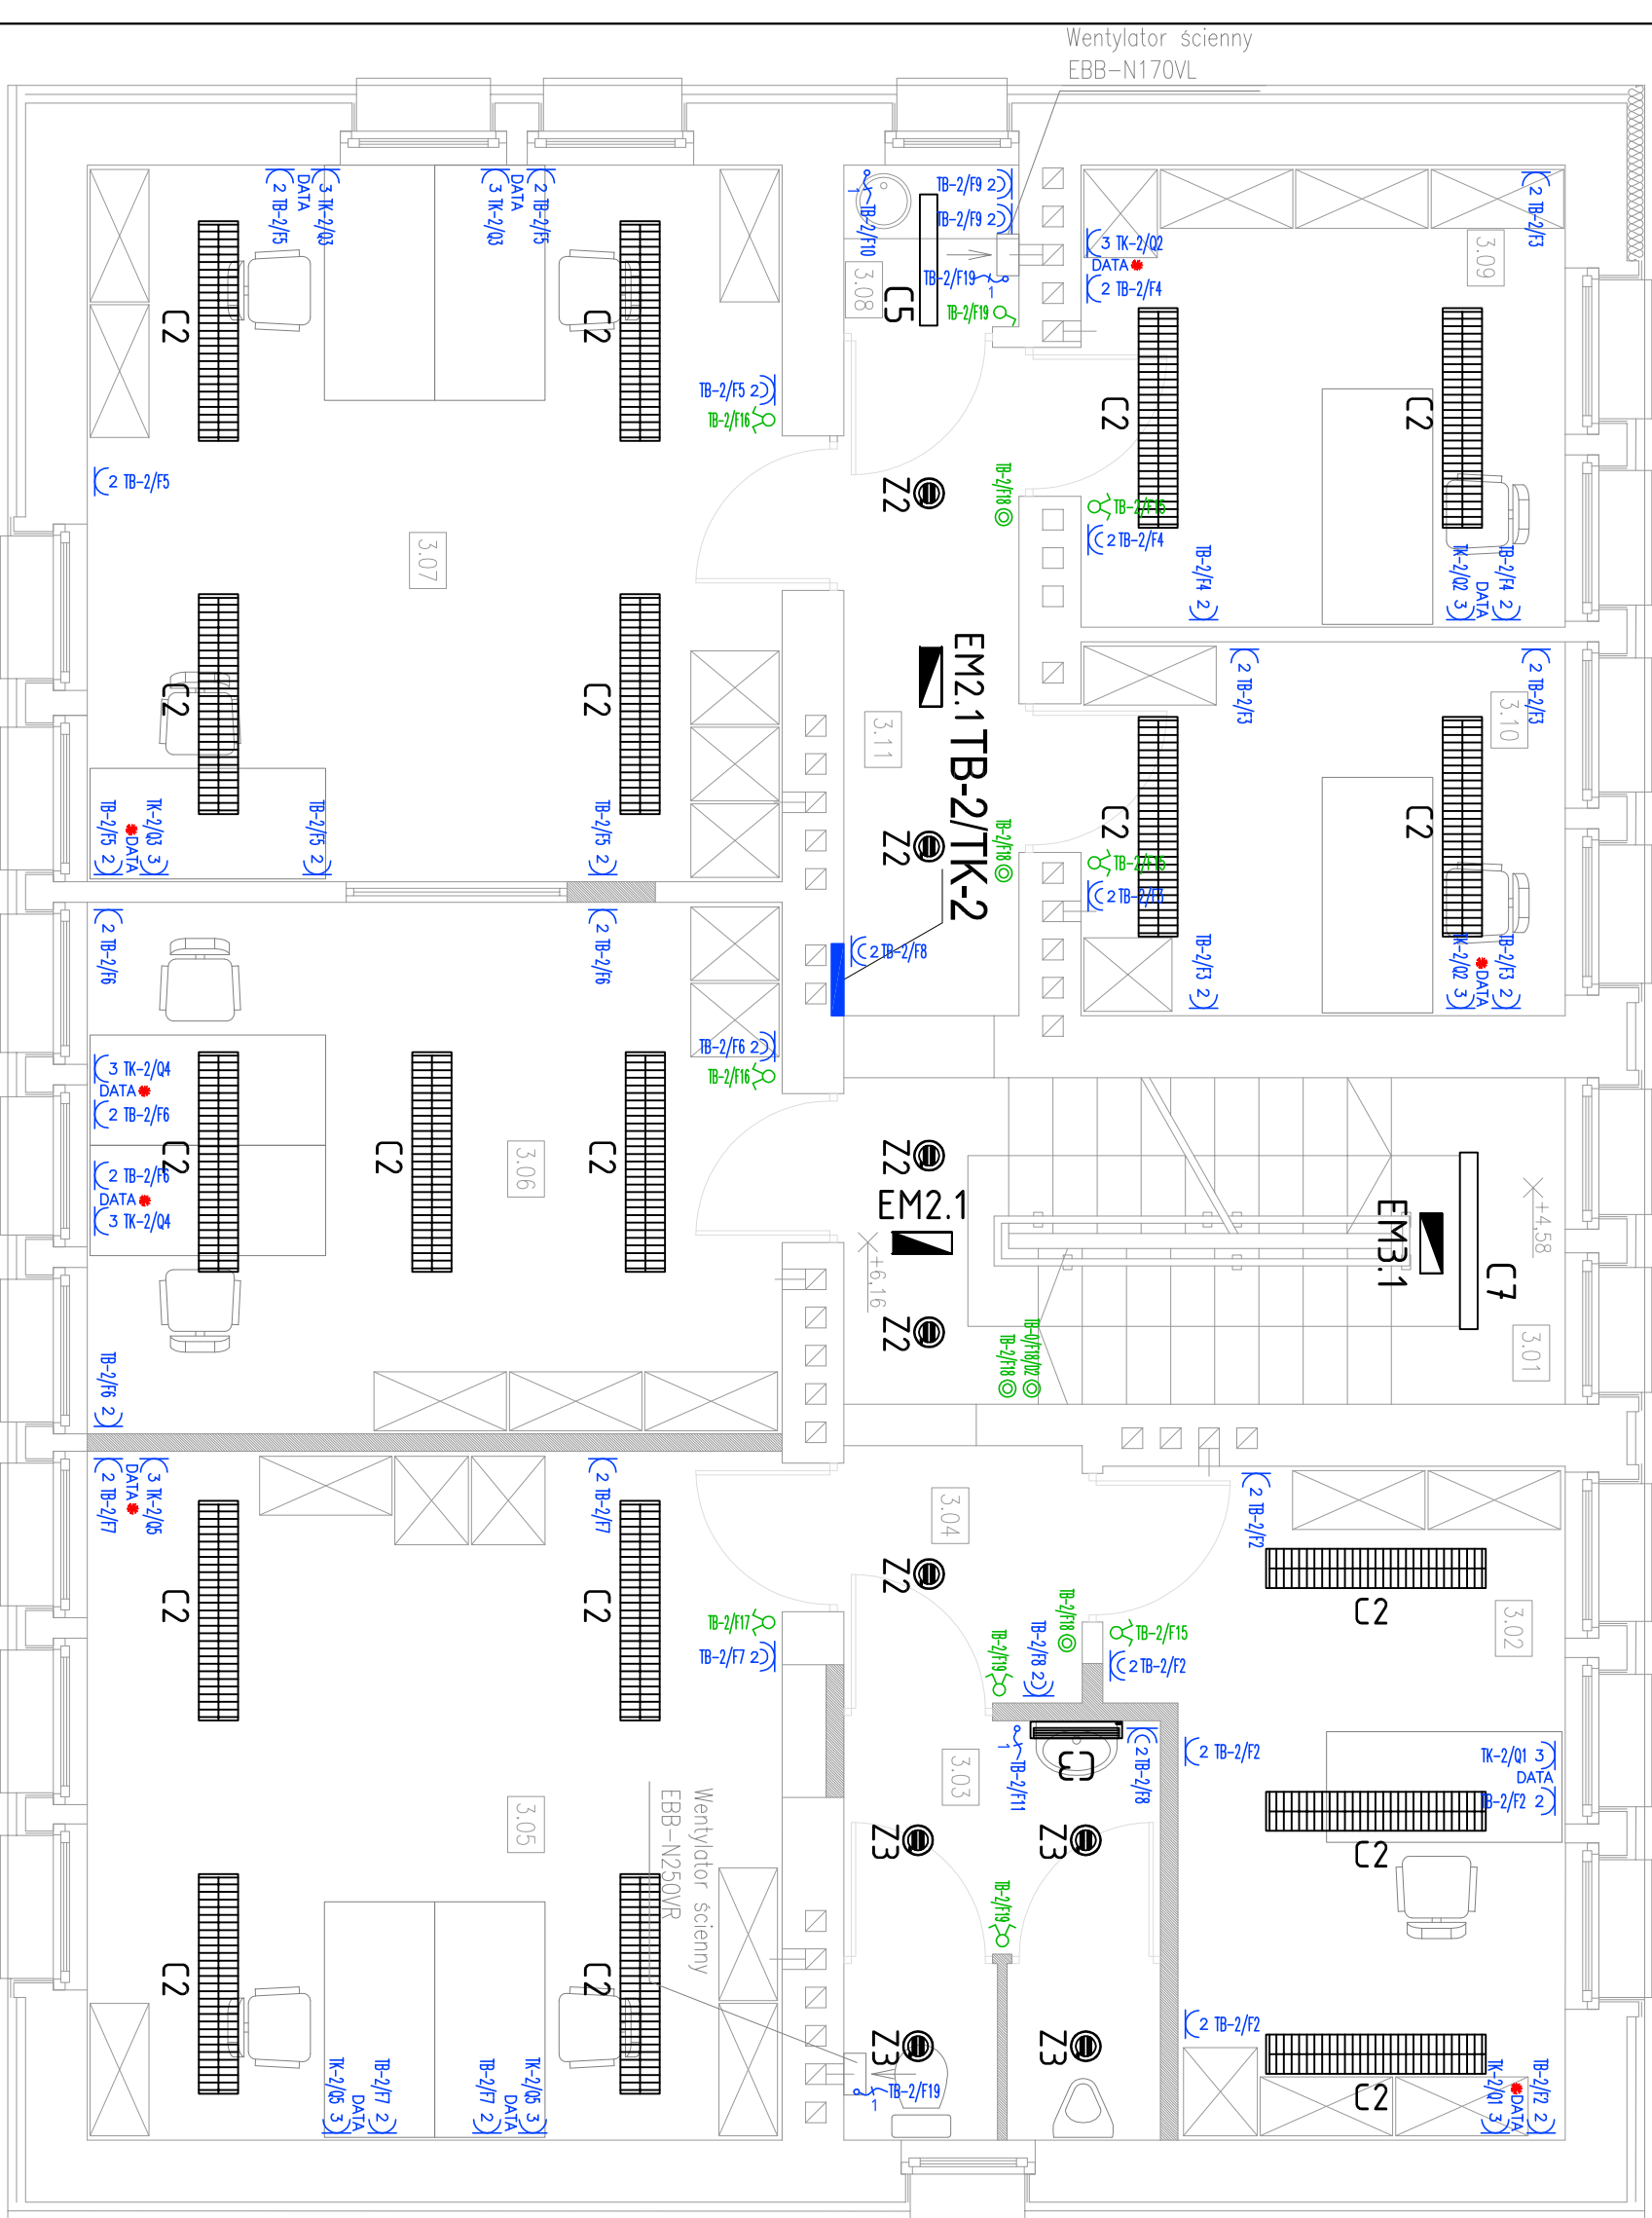 Wentylator ścienny
EBB-N170VL
2 TB-2/F5
DATA
3 TK-2/Q3
3 TK-2/Q3
DATA
2 TB-2/F5
1
TB-2/F10
TB-2/F9 2
TB-2/F9 2
3.08
C5
TB-2/F19
1
TB-2/F19
3 TK-2/Q2
DATA
2 TB-2/F4
3.09
2 TB-2/F3
C2
C2
C2
C2
TB-2/F5 2
TB-2/F16
2 TB-2/F5
Z2
TB-2/F18
TB-2/F15
2 TB-2/F4
3.07
TB-2/F4 2
TK-2/Q2 3
DATA
TB-2/F4 2
C2
C2
EM2.1
3.11
TB-2/TK-2
2 TB-2/F3
2 TB-2/F3
3.10
C2
C2
Z2
TB-2/F18
TB-2/F15
2 TB-2/F3
TB-2/F5 2
DATA
TK-2/Q3 3
TB-2/F5 2
TB-2/F5 2
2 TB-2/F6
2 TB-2/F6
2 TB-2/F8
TB-2/F3 2
TK-2/Q2 3
DATA
TB-2/F3 2
TB-2/F6 2
TB-2/F16
3 TK-2/Q4
DATA
2 TB-2/F6
C2
C2
C2
3.06
2 TB-2/F6
DATA
3 TK-2/Q4
Z2
EM2.1
+6,16
Z2
EM3.1
C7
+4,58
3.01
TB-2/F18
TB-0/F18/D2
TB-2/F6 2
2 TB-2/F7
DATA
3 TK-2/Q5
2 TB-2/F7
3.04
2 TB-2/F2
C2
C2
Z2
C2
3.02
TB-2/F17
TB-2/F7 2
TB-2/F19
TB-2/F8 2
TB-2/F18
TB-2/F15
2 TB-2/F2
3.03
1
TB-2/F11
C3
2 TB-2/F8
2 TB-2/F2
TK-2/Q1 3
DATA
TB-2/F2 2
3.05
Wentylator ścienny
EBB-N250VR
Z3
Z3
C2
TB-2/F19
C2
C2
Z3
Z3
2 TB-2/F2
C2
TK-2/Q5 3
DATA
TB-2/F7 2
TB-2/F7 2
DATA
TK-2/Q5 3
TB-2/F19
1
TK-2/Q1 3
DATA
TB-2/F2 2